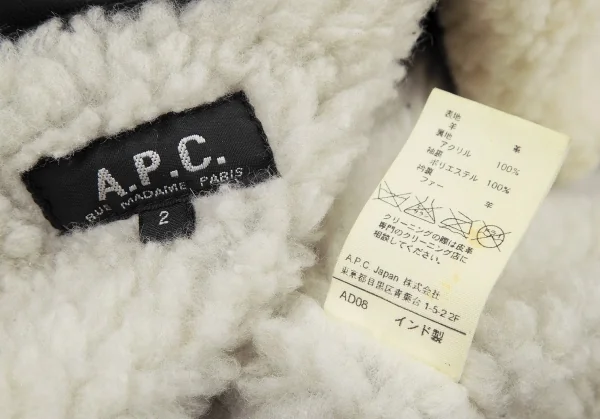 A.P.C.
RUE MADAME PARIS
2
表地
羊 革
裏地
アクリル 100%
袖裏
ポリエステル 100%
衿裏
ファー 羊
クリーニングの際は皮革
専門のクリーニング店に
相談してください。
A.P.C Japan 株式会社
東京都目黒区青葉台 1-5-2 2F
AD08 インド製